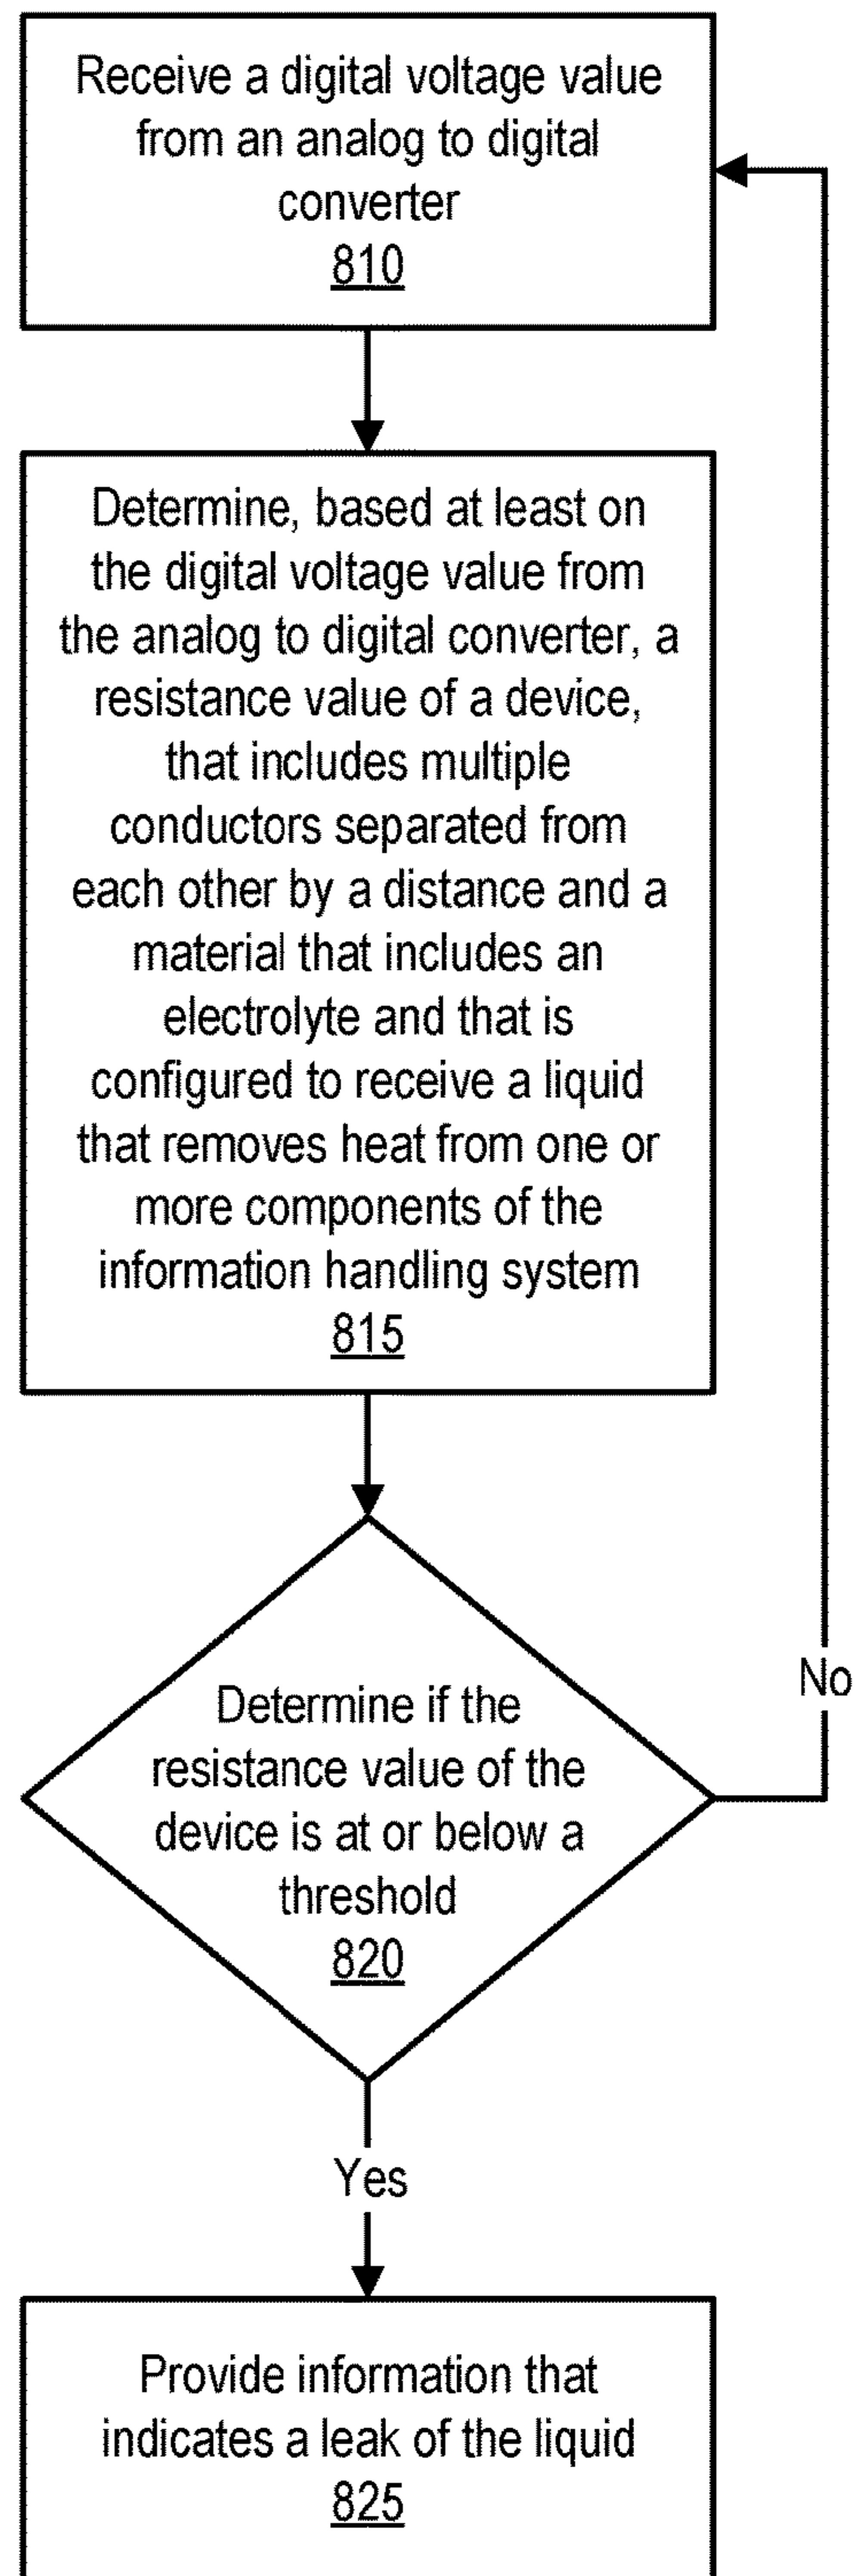 Receive a digital voltage value
from an analog to digital
converter
810
Determine, based at least on
the digital voltage value from
the analog to digital converter, a
resistance value of a device,
that includes multiple
conductors separated from
each other by a distance and a
material that includes an
electrolyte and that is
configured to receive a liquid
that removes heat from one or
more components of the
information handling system
815
Determine if the
resistance value of the
device is at or below a
threshold
820
No
Yes
Provide information that
indicates a leak of the liquid
825